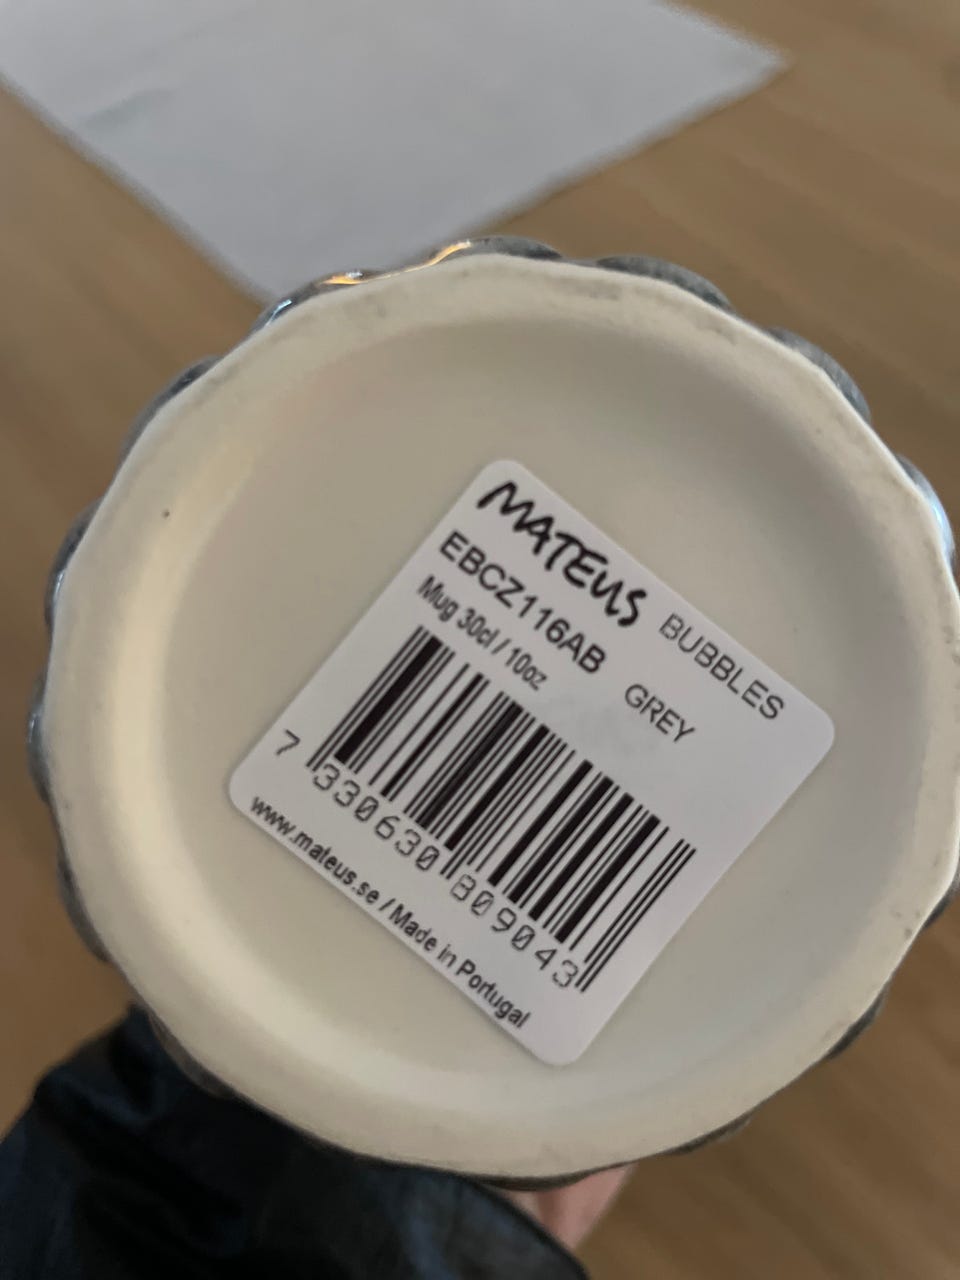 MATEUS BUBBLES
EBCZ116AB GREY
Mug 30cl / 10oz
7 330630 809043
www.mateus.se / Made in Portugal